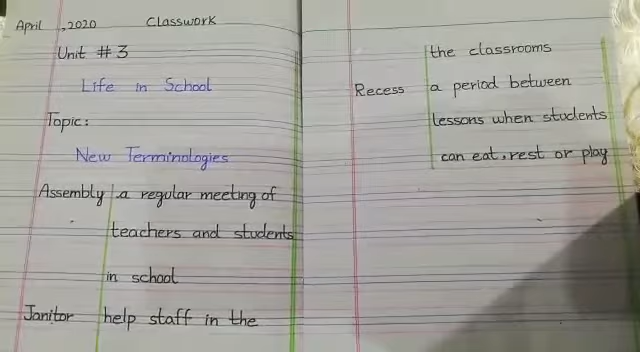 April ,2020 Classwork
Unit # 3
Life in School
Topic:
New Terminologies
Assembly a regular meeting of
teachers and students
in school
Janitor help staff in the
the classrooms
Recess a period between
lessons when students
can eat, rest or play